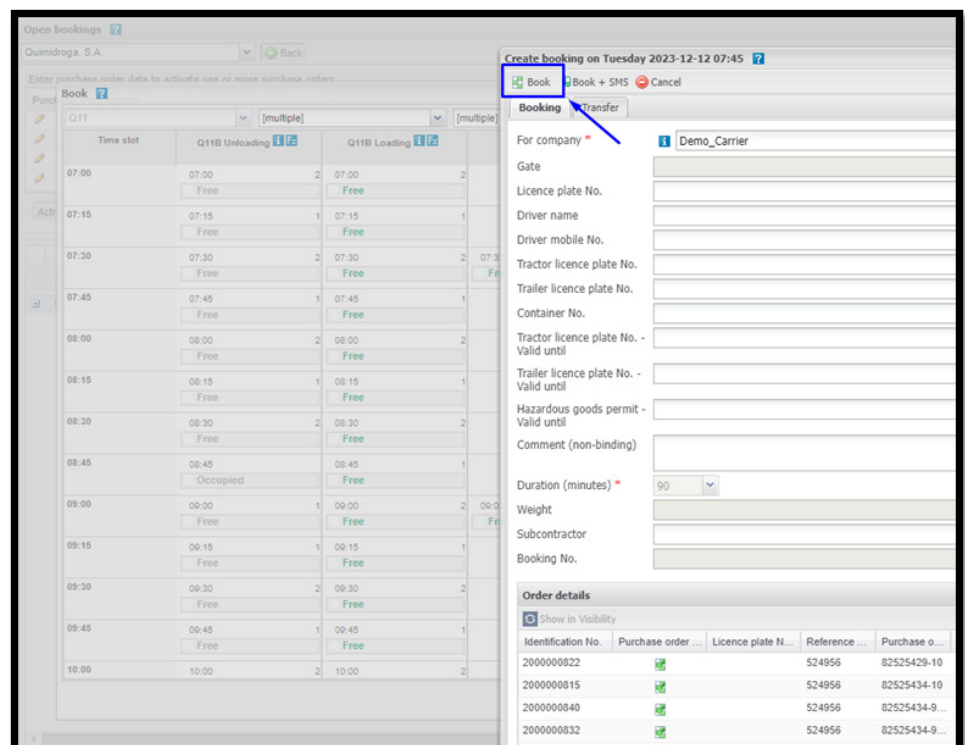 Open bookings
Quimidroga, S.A. Back
Enter purchase order data to activate one or more purchase orders
Book
Q11 [multiple] [multiple]
Time slot Q11B Unloading Q11B Loading
07:00 07:00 2 07:00 2
Free Free
07:15 07:15 1 07:15 1
Free Free
07:30 07:30 2 07:30 2
Free Free
07:45 07:45 1 07:45 1
Free Free
08:00 08:00 2 08:00 2
Free Free
08:15 08:15 1 08:15 1
Free Free
08:30 08:30 2 08:30 2
Free Free
08:45 08:45 08:45 1
Occupied Free
09:00 09:00 1 09:00 2
Free Free
09:15 09:15 1 09:15 1
Free Free
09:30 09:30 2 09:30 2
Free Free
09:45 09:45 1 09:45 1
Free Free
10:00 10:00 2 10:00 2
Create booking on Tuesday 2023-12-12 07:45
Book Book + SMS Cancel
Booking Transfer
For company * Demo_Carrier
Gate
Licence plate No.
Driver name
Driver mobile No.
Tractor licence plate No.
Trailer licence plate No.
Container No.
Tractor licence plate No. -
Valid until
Trailer licence plate No. -
Valid until
Hazardous goods permit -
Valid until
Comment (non-binding)
Duration (minutes) * 90
Weight
Subcontractor
Booking No.
Order details
Show in Visibility
Identification No. Purchase order ... Licence plate N... Reference ... Purchase o...
2000000822 524956 82525429-10
2000000815 524956 82525434-10
2000000840 524956 82525434-9...
2000000832 524956 82525434-9...